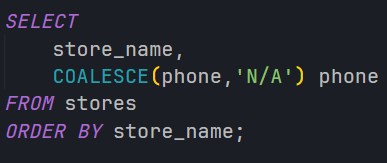 SELECT
    store_name,
    COALESCE(phone,'N/A') phone
FROM stores
ORDER BY store_name;